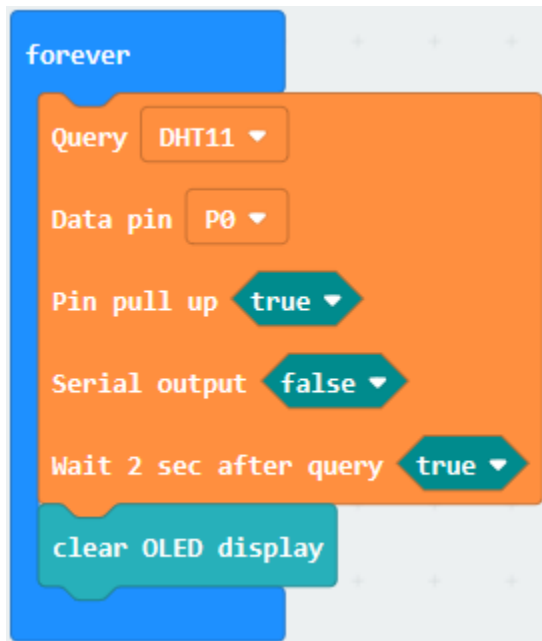 forever
Query DHT11
Data pin P0
Pin pull up true
Serial output false
Wait 2 sec after query true
clear OLED display